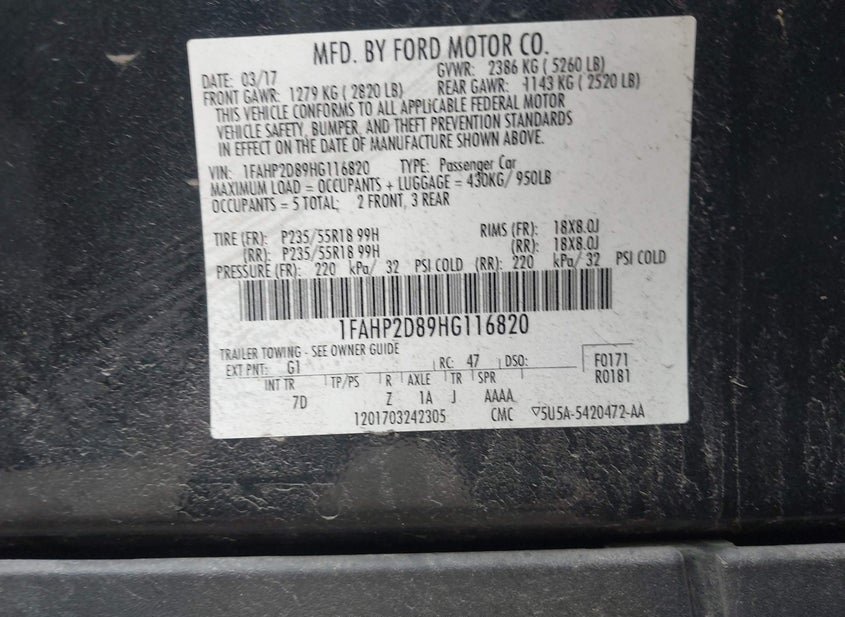 MFD. BY FORD MOTOR CO.
DATE: 03/17 GVWR: 2386 KG ( 5260 LB)
FRONT GAWR: 1279 KG ( 2820 LB) REAR GAWR: 1143 KG ( 2520 LB)
THIS VEHICLE CONFORMS TO ALL APPLICABLE FEDERAL MOTOR
VEHICLE SAFETY, BUMPER, AND THEFT PREVENTION STANDARDS
IN EFFECT ON THE DATE OF MANUFACTURE SHOWN ABOVE.
VIN: 1FAHP2D89HG116820 TYPE: Passenger Car
MAXIMUM LOAD = OCCUPANTS + LUGGAGE = 430KG/ 950LB
OCCUPANTS = 5 TOTAL; 2 FRONT, 3 REAR
TIRE (FR): P235/55R18 99H RIMS (FR): 18X8.0J
(RR): P235/55R18 99H (RR): 18X8.0J
PRESSURE (FR): 220 kPa/ 32 PSI COLD (RR): 220 kPa/ 32 PSI COLD
1FAHP2D89HG116820
TRAILER TOWING - SEE OWNER GUIDE
EXT PNT: G1 RC: 47 DSO: F0171
INT TR TP/PS R AXLE TR SPR R0181
7D Z 1A J AAAA
1201703242305 CMC ▽5U5A-5420472-AA